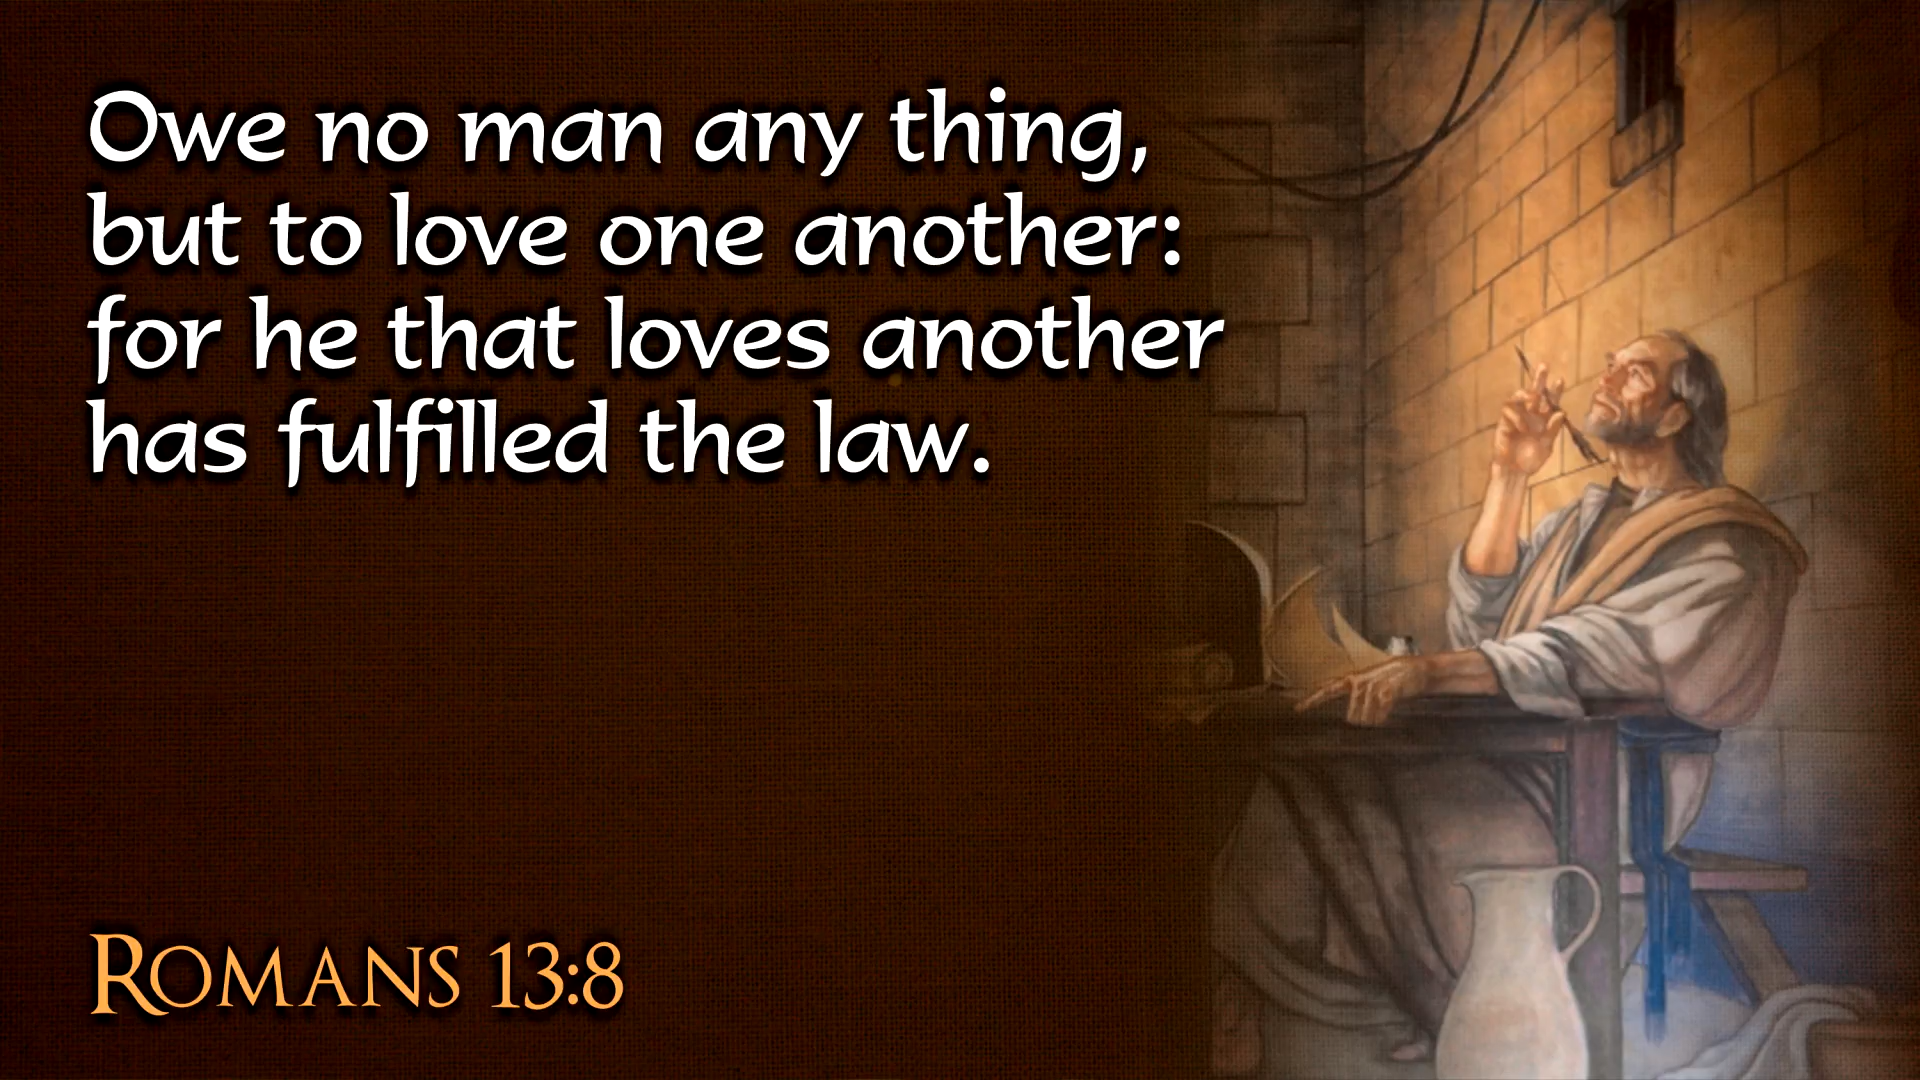 Owe no man any thing,
but to love one another:
for he that loves another
has fulfilled the law.
Romans 13:8